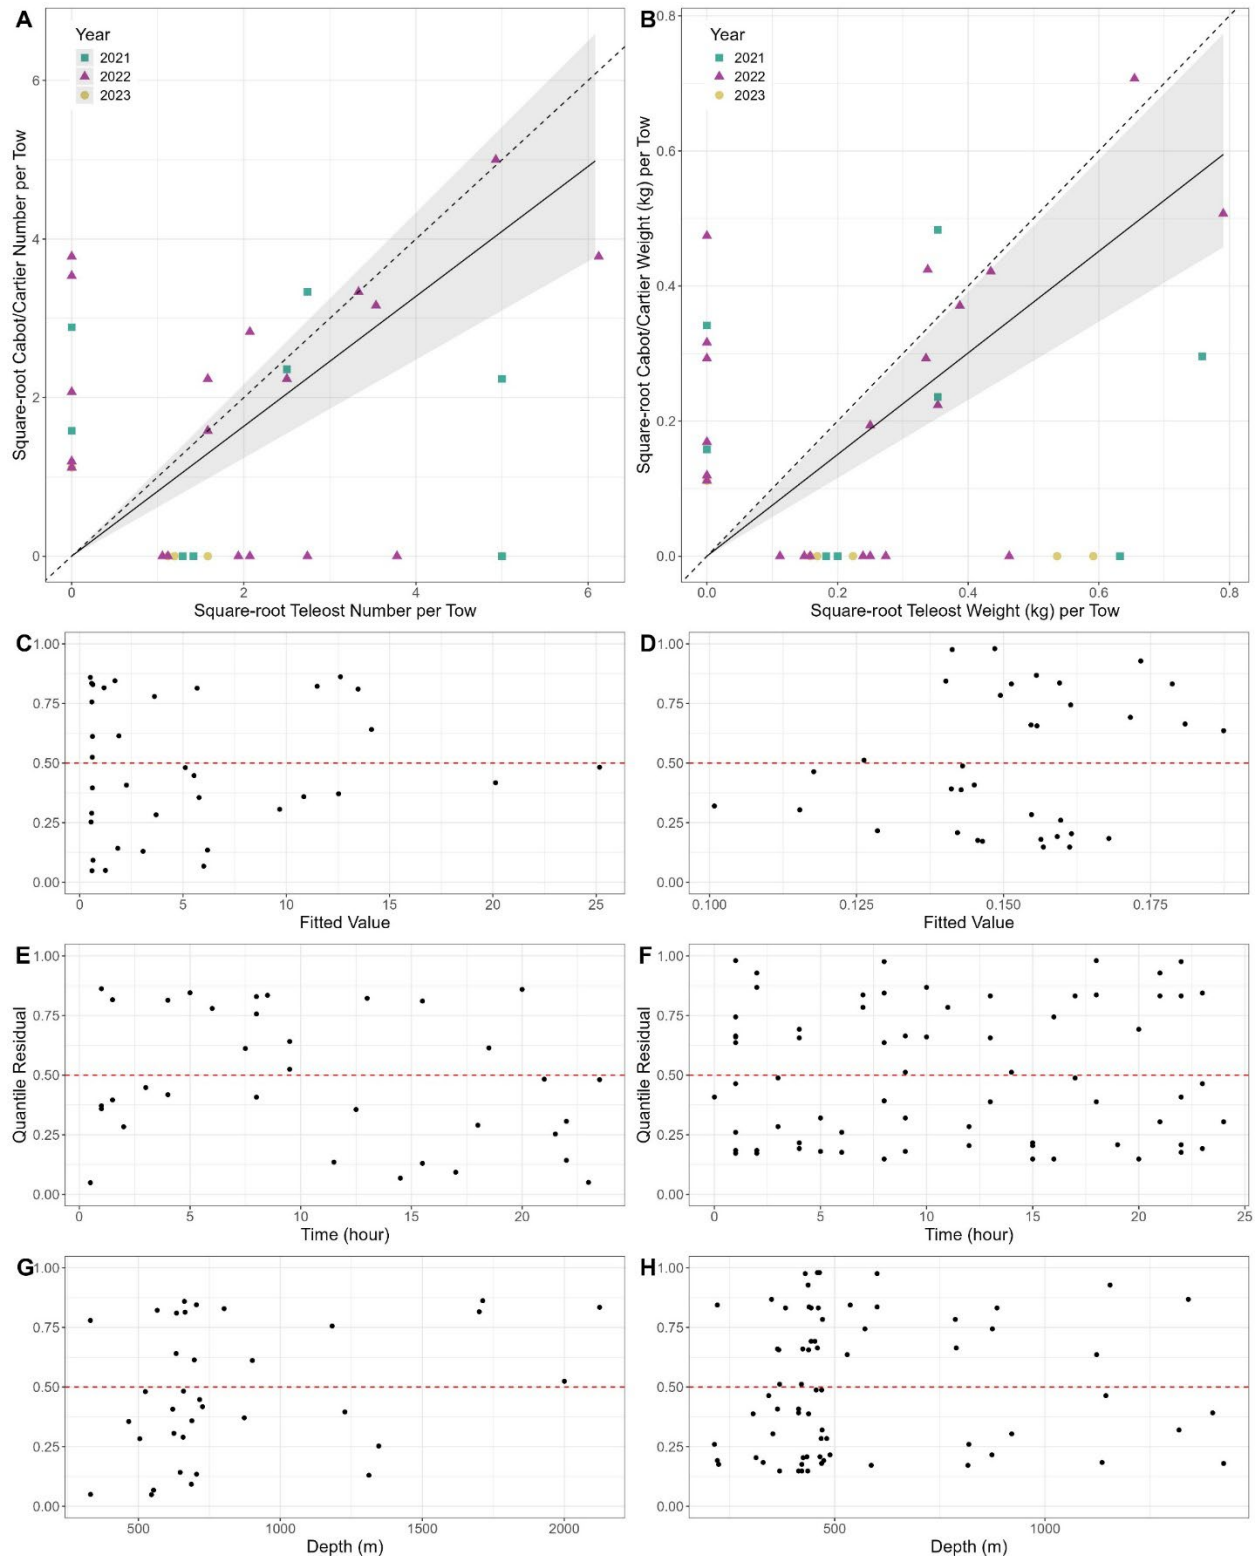 A
Year
2021
2022
2023
Square-root Cabot/Cartier Number per Tow
6
4
2
0
0 2 4 6
Square-root Teleost Number per Tow
B
Year
2021
2022
2023
Square-root Cabot/Cartier Weight (kg) per Tow
0.8
0.6
0.4
0.2
0.0
0.0 0.2 0.4 0.6 0.8
Square-root Teleost Weight (kg) per Tow
C
1.00
0.75
0.50
0.25
0.00
0 5 10 15 20 25
Fitted Value
D
1.00
0.75
0.50
0.25
0.00
0.100 0.125 0.150 0.175
Fitted Value
E
Quantile Residual
1.00
0.75
0.50
0.25
0.00
0 5 10 15 20
Time (hour)
F
Quantile Residual
1.00
0.75
0.50
0.25
0.00
0 5 10 15 20 25
Time (hour)
G
1.00
0.75
0.50
0.25
0.00
500 1000 1500 2000
Depth (m)
H
1.00
0.75
0.50
0.25
0.00
500 1000
Depth (m)